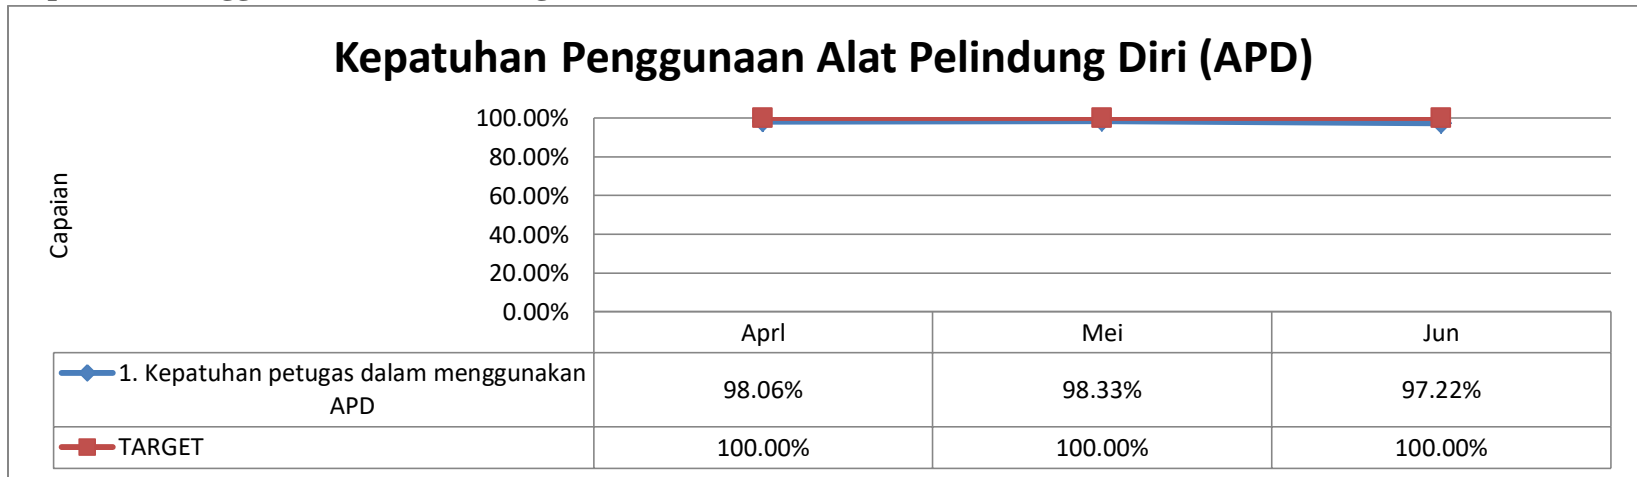 Kepatuhan Penggunaan Alat Pelindung Diri (APD)
100.00%
80.00%
60.00%
40.00%
20.00%
0.00%
Capaian
Aprl Mei Jun
1. Kepatuhan petugas dalam menggunakan
APD
98.06% 98.33% 97.22%
TARGET 100.00% 100.00% 100.00%